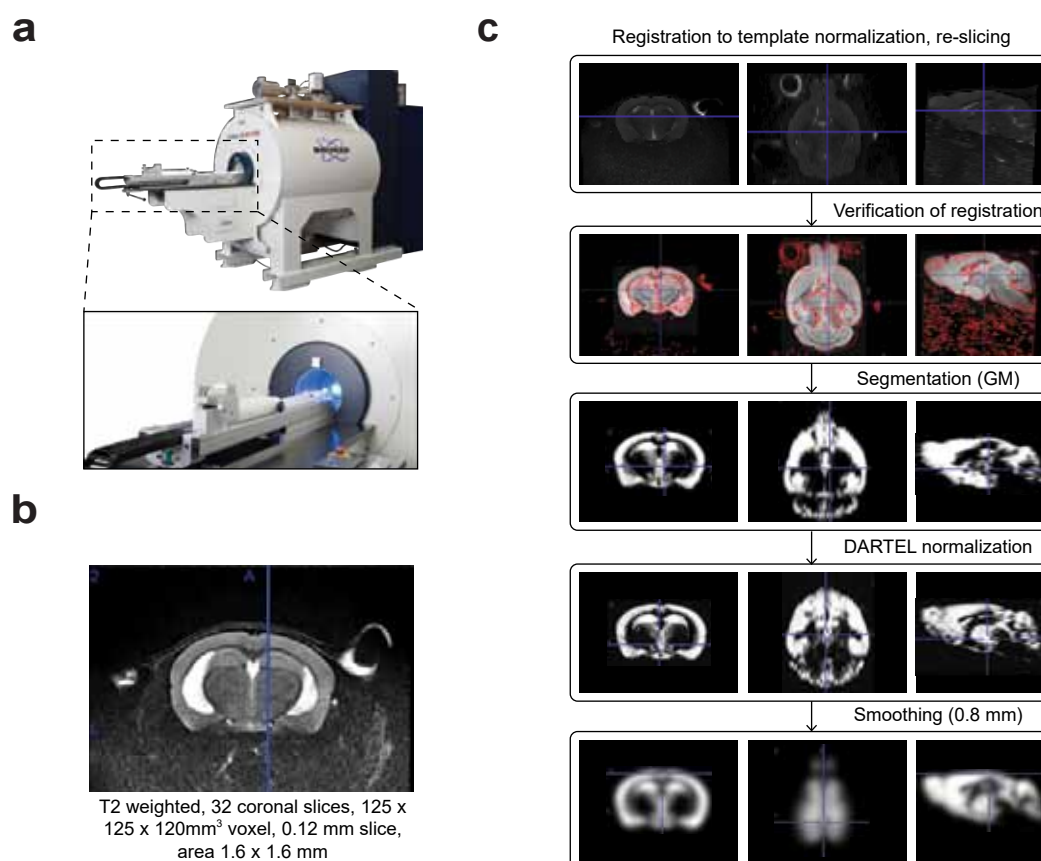 a
b
T2 weighted, 32 coronal slices, 125 x
125 x 120mm³ voxel, 0.12 mm slice,
area 1.6 x 1.6 mm
c
Registration to template normalization, re-slicing
Verification of registration
Segmentation (GM)
DARTEL normalization
Smoothing (0.8 mm)